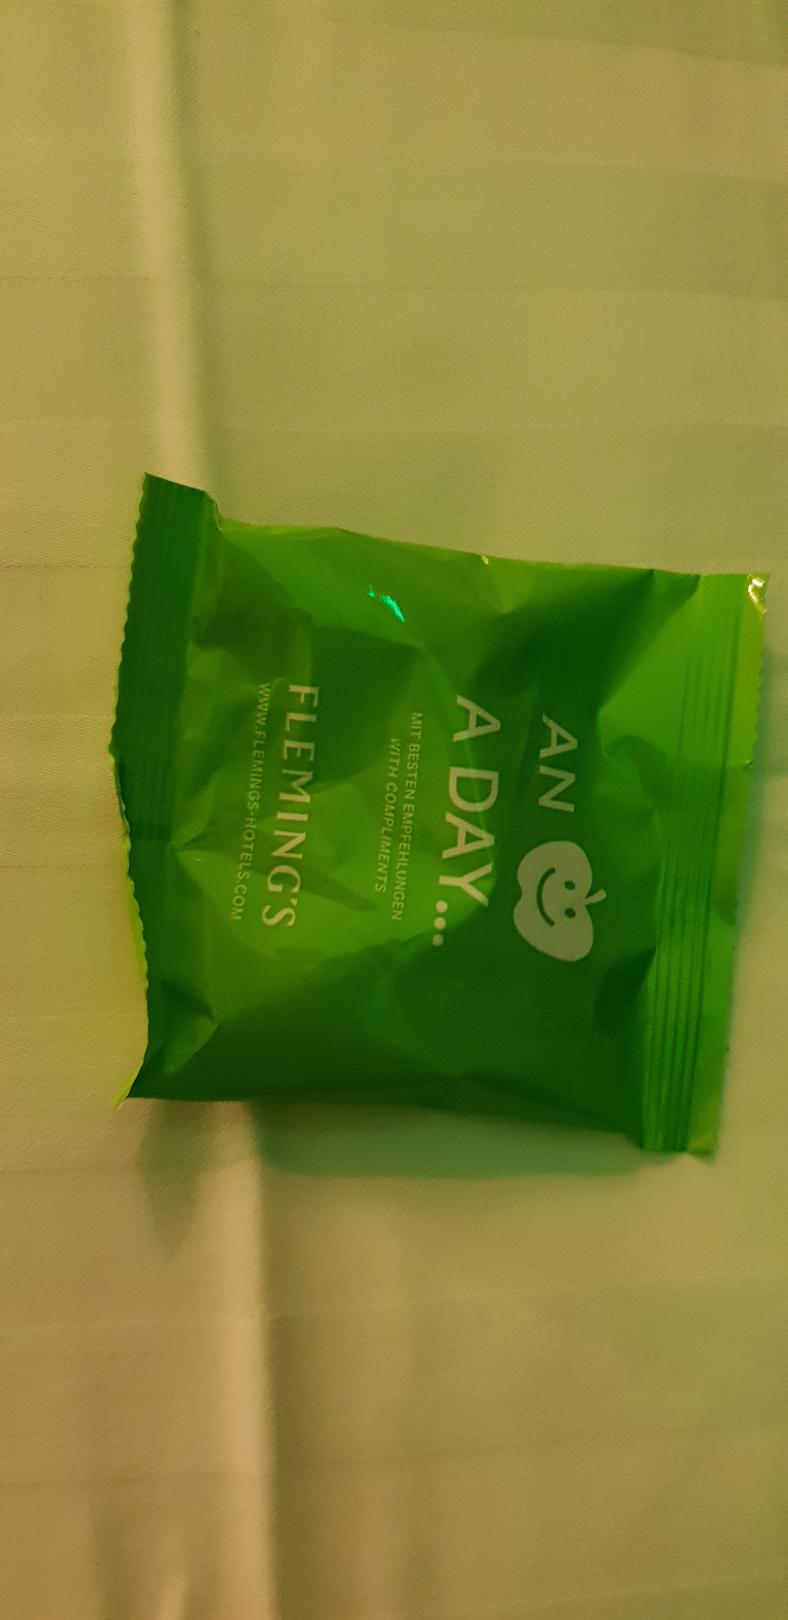 AN
A DAY...
MIT BESTEN EMPFEHLUNGEN
WITH COMPLIMENTS
FLEMING'S
WWW.FLEMINGS-HOTELS.COM